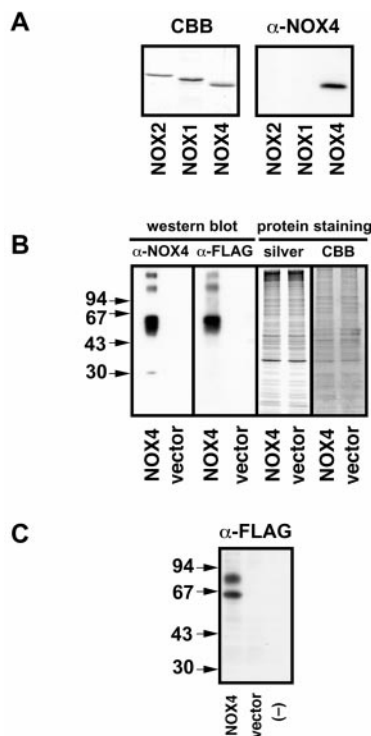 A
CBB
α-NOX4
NOX2
NOX1
NOX4
NOX2
NOX1
NOX4
B
western blot
protein staining
α-NOX4
α-FLAG
silver
CBB
94
67
43
30
NOX4
vector
NOX4
vector
NOX4
vector
NOX4
vector
C
α-FLAG
94
67
43
30
NOX4
vector
(–)